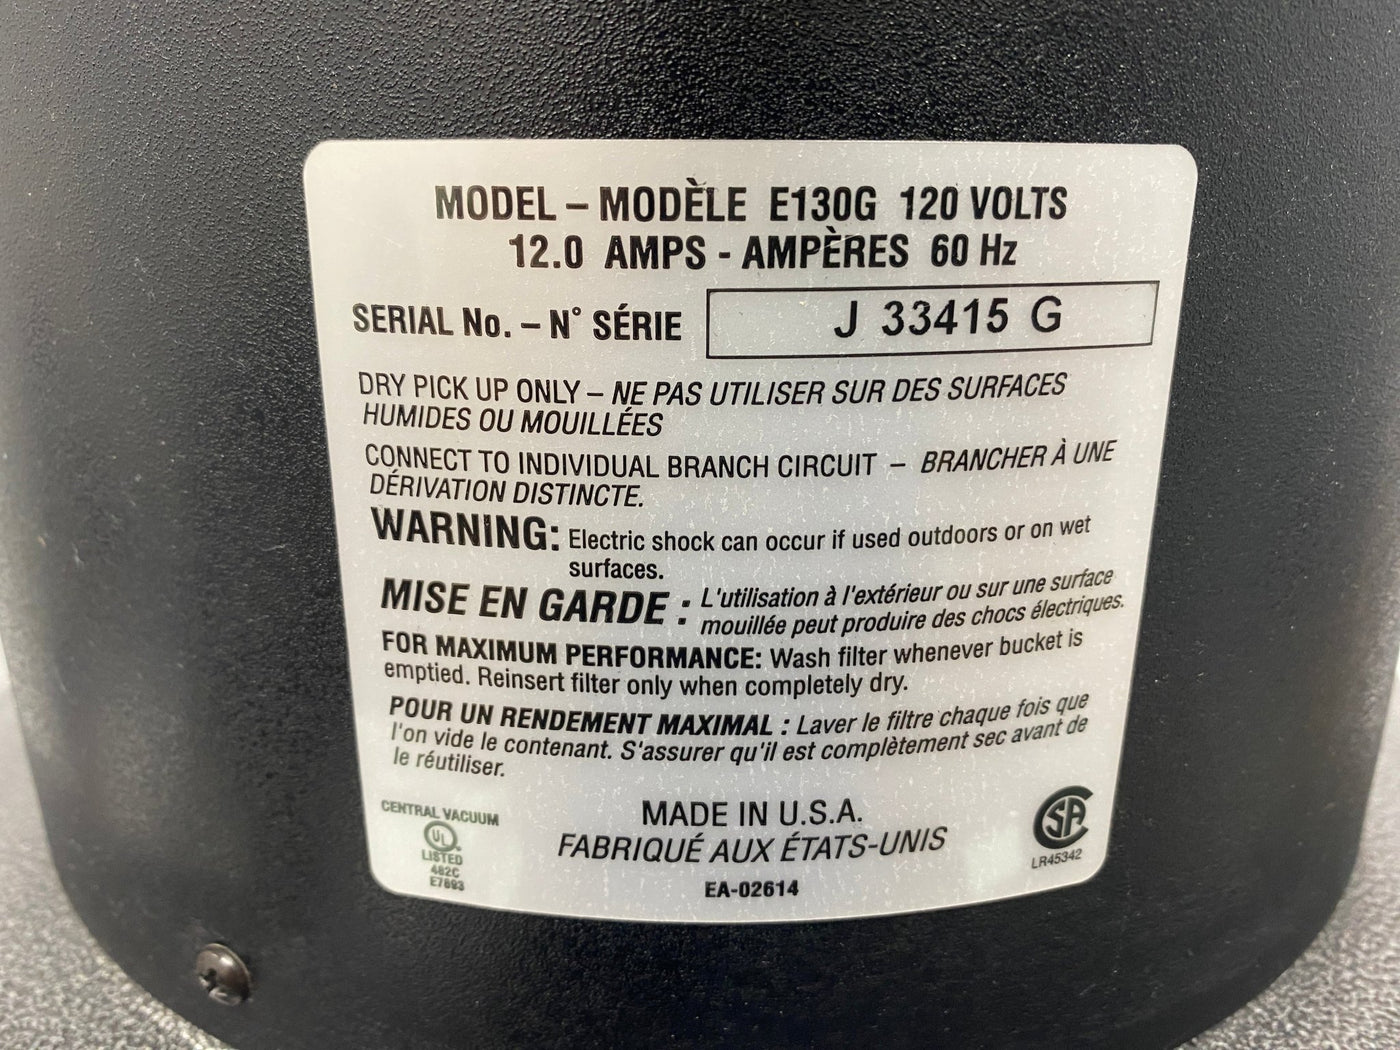 MODEL – MODÈLE E130G 120 VOLTS
12.0 AMPS - AMPÈRES 60 Hz
SERIAL No. – N° SÉRIE J 33415 G
DRY PICK UP ONLY – NE PAS UTILISER SUR DES SURFACES
HUMIDES OU MOUILLÉES
CONNECT TO INDIVIDUAL BRANCH CIRCUIT – BRANCHER À UNE
DÉRIVATION DISTINCTE.
WARNING: Electric shock can occur if used outdoors or on wet
surfaces.
MISE EN GARDE : L'utilisation à l'extérieur ou sur une surface
mouillée peut produire des chocs électriques.
FOR MAXIMUM PERFORMANCE: Wash filter whenever bucket is
emptied. Reinsert filter only when completely dry.
POUR UN RENDEMENT MAXIMAL : Laver le filtre chaque fois que
l'on vide le contenant. S'assurer qu'il est complètement sec avant de
le réutiliser.
CENTRAL VACUUM
UL
LISTED
482C
E7693
MADE IN U.S.A.
FABRIQUÉ AUX ÉTATS-UNIS
EA-02614
SA
LR45342